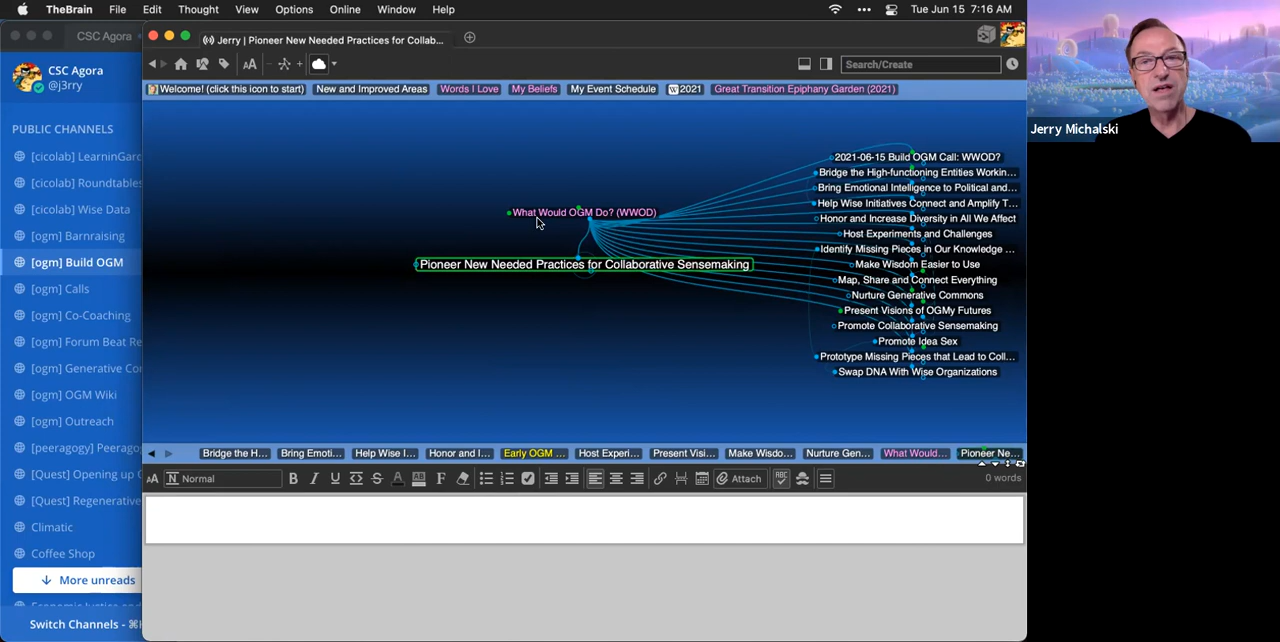 TheBrain File Edit Thought View Options Online Window Help
Tue Jun 15 7:16 AM
CSC Agora
Jerry | Pioneer New Needed Practices for Collab...
CSC Agora
@j3rry
Search/Create
Welcome! (click this icon to start) New and Improved Areas Words I Love My Beliefs My Event Schedule 2021 Great Transition Epiphany Garden (2021)
PUBLIC CHANNELS
[cicolab] LearninGard
[cicolab] Roundtables
[cicolab] Wise Data
[ogm] Barnraising
[ogm] Build OGM
[ogm] Calls
[ogm] Co-Coaching
[ogm] Forum Beat Re
[ogm] Generative Co
[ogm] OGM Wiki
[ogm] Outreach
[peeragogy] Peerago
[Quest] Opening up
[Quest] Regenerative
Climatic
Coffee Shop
More unreads
Switch Channels - ⌘
What Would OGM Do? (WWOD)
Pioneer New Needed Practices for Collaborative Sensemaking
2021-06-15 Build OGM Call: WWOD?
Bridge the High-functioning Entities Workin...
Bring Emotional Intelligence to Political and...
Help Wise Initiatives Connect and Amplify T...
Honor and Increase Diversity in All We Affect
Host Experiments and Challenges
Identify Missing Pieces in Our Knowledge ...
Make Wisdom Easier to Use
Map, Share and Connect Everything
Nurture Generative Commons
Present Visions of OGMy Futures
Promote Collaborative Sensemaking
Promote Idea Sex
Prototype Missing Pieces that Lead to Coll...
Swap DNA With Wise Organizations
Bridge the H... Bring Emoti... Help Wise I... Honor and I... Early OGM ... Host Experi... Present Visi... Make Wisdo... Nurture Gen... What Would... Pioneer Ne...
Normal B I U S A AB F Attach ABC
0 words
Jerry Michalski